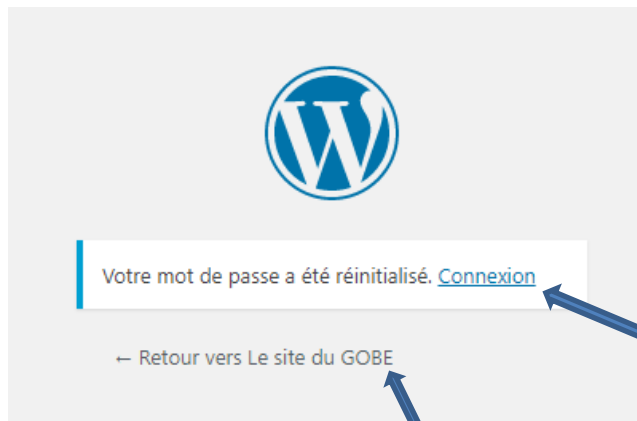 Votre mot de passe a été réinitialisé. Connexion
← Retour vers Le site du GOBE